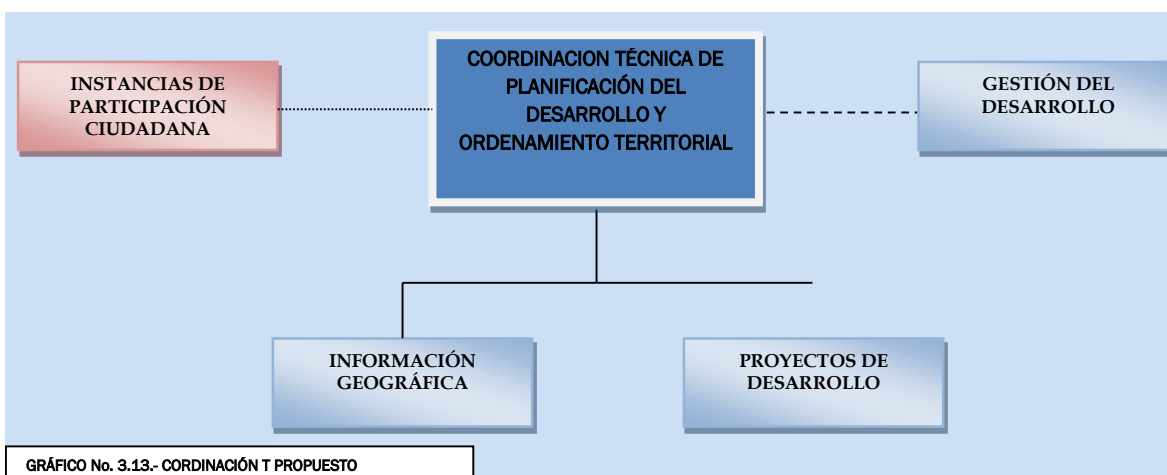 INSTANCIAS DE
PARTICIPACIÓN
CIUDADANA
COORDINACION TÉCNICA DE
PLANIFICACIÓN DEL
DESARROLLO Y
ORDENAMIENTO TERRITORIAL
GESTIÓN DEL
DESARROLLO
INFORMACIÓN
GEOGRÁFICA
PROYECTOS DE
DESARROLLO
GRÁFICO No. 3.13.- CORDINACIÓN T PROPUESTO